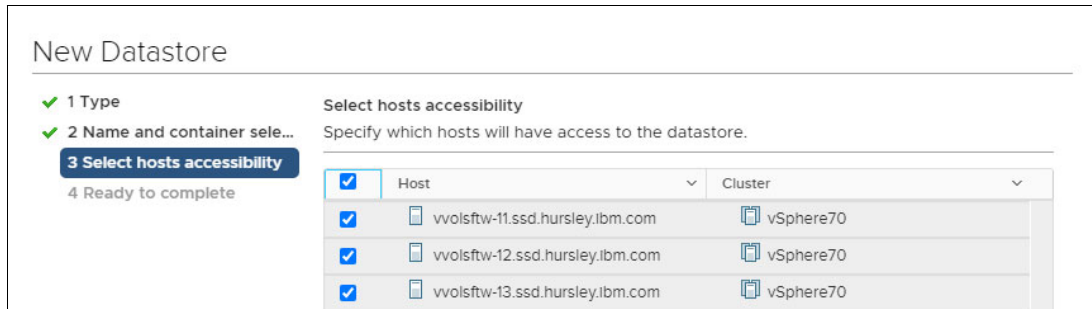 New Datastore
1 Type
2 Name and container sele...
3 Select hosts accessibility
4 Ready to complete
Select hosts accessibility
Specify which hosts will have access to the datastore.
Host Cluster
vvolsftw-11.ssd.hursley.ibm.com vSphere70
vvolsftw-12.ssd.hursley.ibm.com vSphere70
vvolsftw-13.ssd.hursley.ibm.com vSphere70